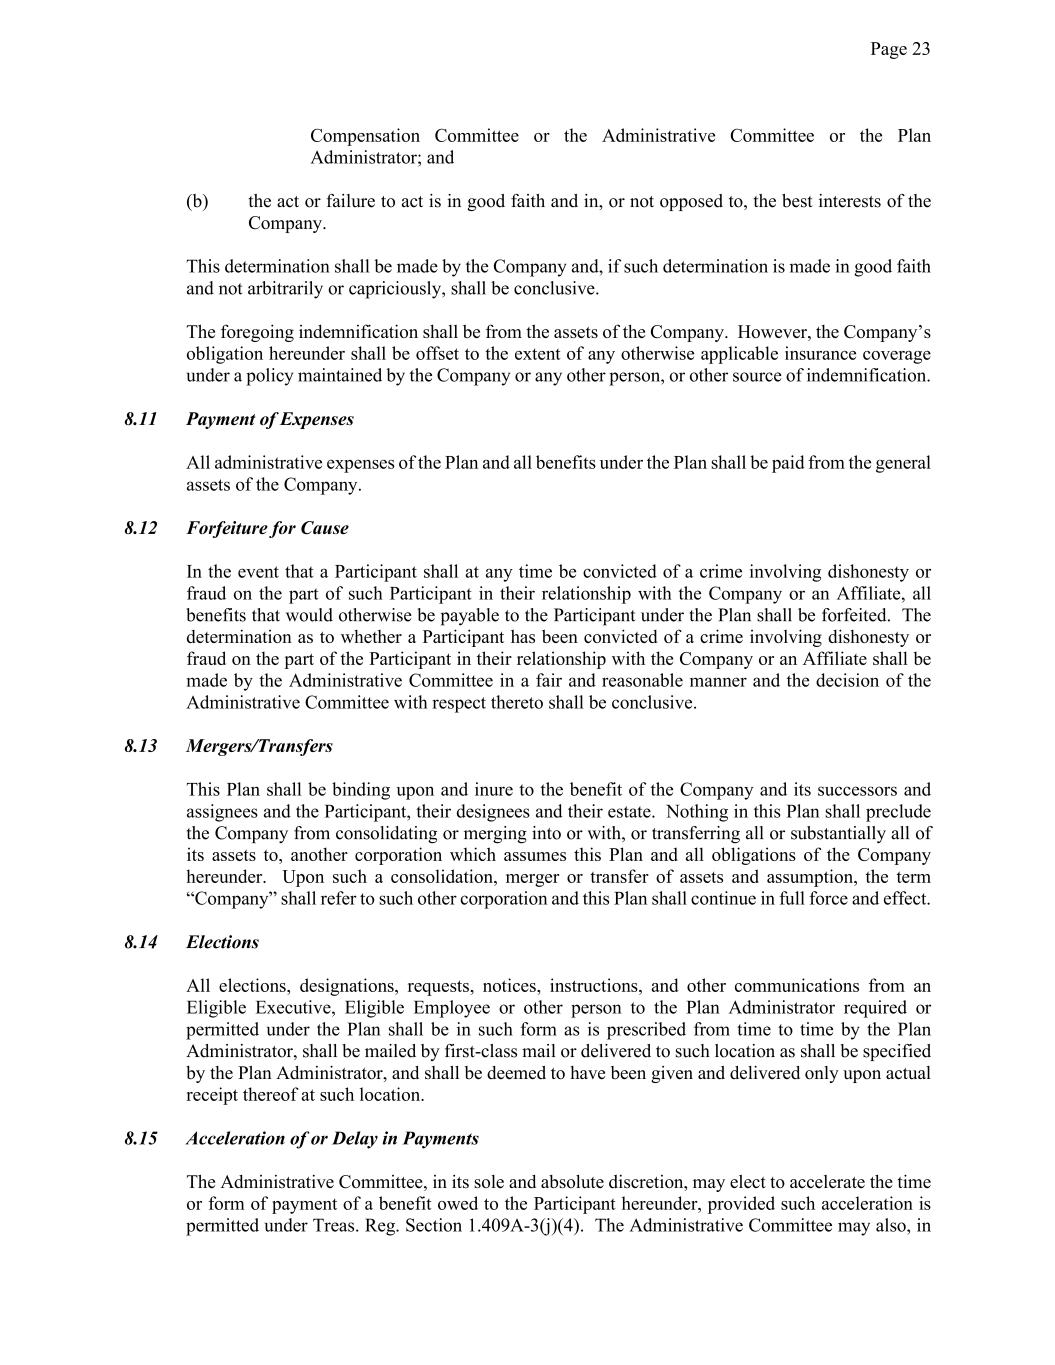 Page 23
Compensation Committee or the Administrative Committee or the Plan
Administrator; and
(b) the act or failure to act is in good faith and in, or not opposed to, the best interests of the
Company.
This determination shall be made by the Company and, if such determination is made in good faith
and not arbitrarily or capriciously, shall be conclusive.
The foregoing indemnification shall be from the assets of the Company. However, the Company’s
obligation hereunder shall be offset to the extent of any otherwise applicable insurance coverage
under a policy maintained by the Company or any other person, or other source of indemnification.
8.11 Payment of Expenses
All administrative expenses of the Plan and all benefits under the Plan shall be paid from the general
assets of the Company.
8.12 Forfeiture for Cause
In the event that a Participant shall at any time be convicted of a crime involving dishonesty or
fraud on the part of such Participant in their relationship with the Company or an Affiliate, all
benefits that would otherwise be payable to the Participant under the Plan shall be forfeited. The
determination as to whether a Participant has been convicted of a crime involving dishonesty or
fraud on the part of the Participant in their relationship with the Company or an Affiliate shall be
made by the Administrative Committee in a fair and reasonable manner and the decision of the
Administrative Committee with respect thereto shall be conclusive.
8.13 Mergers/Transfers
This Plan shall be binding upon and inure to the benefit of the Company and its successors and
assignees and the Participant, their designees and their estate. Nothing in this Plan shall preclude
the Company from consolidating or merging into or with, or transferring all or substantially all of
its assets to, another corporation which assumes this Plan and all obligations of the Company
hereunder. Upon such a consolidation, merger or transfer of assets and assumption, the term
“Company” shall refer to such other corporation and this Plan shall continue in full force and effect.
8.14 Elections
All elections, designations, requests, notices, instructions, and other communications from an
Eligible Executive, Eligible Employee or other person to the Plan Administrator required or
permitted under the Plan shall be in such form as is prescribed from time to time by the Plan
Administrator, shall be mailed by first-class mail or delivered to such location as shall be specified
by the Plan Administrator, and shall be deemed to have been given and delivered only upon actual
receipt thereof at such location.
8.15 Acceleration of or Delay in Payments
The Administrative Committee, in its sole and absolute discretion, may elect to accelerate the time
or form of payment of a benefit owed to the Participant hereunder, provided such acceleration is
permitted under Treas. Reg. Section 1.409A-3(j)(4). The Administrative Committee may also, in